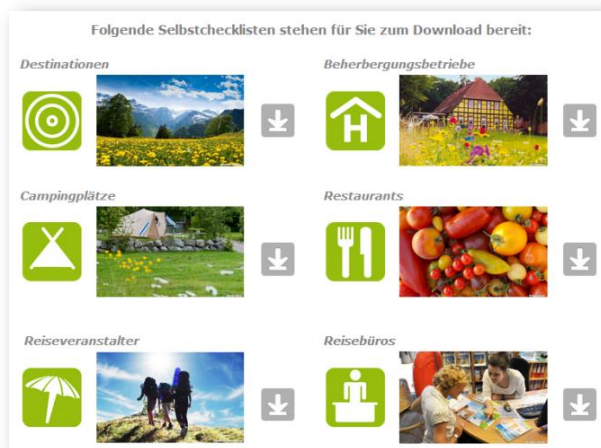 Folgende Selbstchecklisten stehen für Sie zum Download bereit:
Destinationen
Beherbergungsbetriebe
H
Campingplätze
Restaurants
Reiseveranstalter
Reisebüros